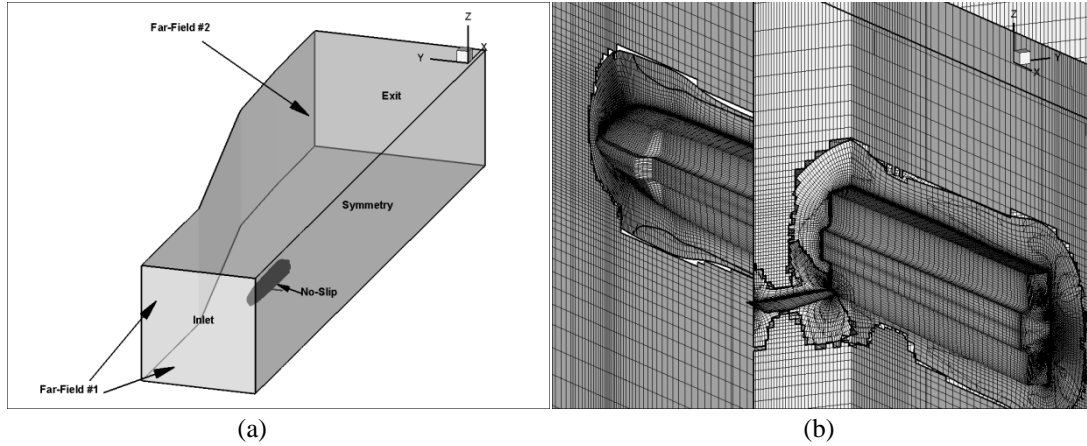 Far-Field #2
Z
X
Y
Exit
Symmetry
No-Slip
Inlet
Far-Field #1
Z
Y
X
(a)
(b)